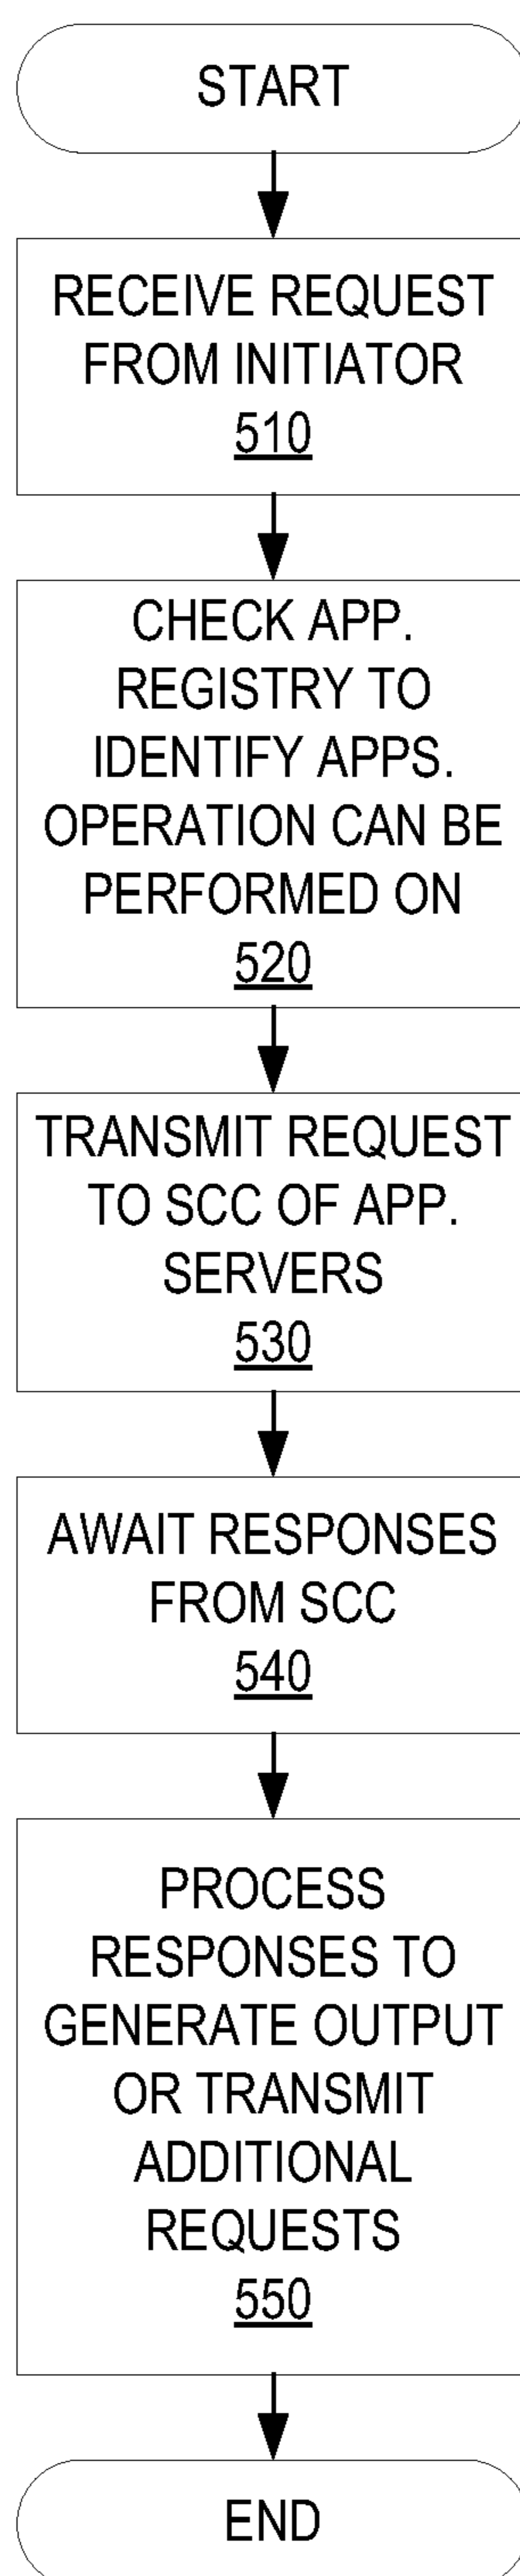 START
RECEIVE REQUEST
FROM INITIATOR
510
CHECK APP.
REGISTRY TO
IDENTIFY APPS.
OPERATION CAN BE
PERFORMED ON
520
TRANSMIT REQUEST
TO SCC OF APP.
SERVERS
530
AWAIT RESPONSES
FROM SCC
540
PROCESS
RESPONSES TO
GENERATE OUTPUT
OR TRANSMIT
ADDITIONAL
REQUESTS
550
END